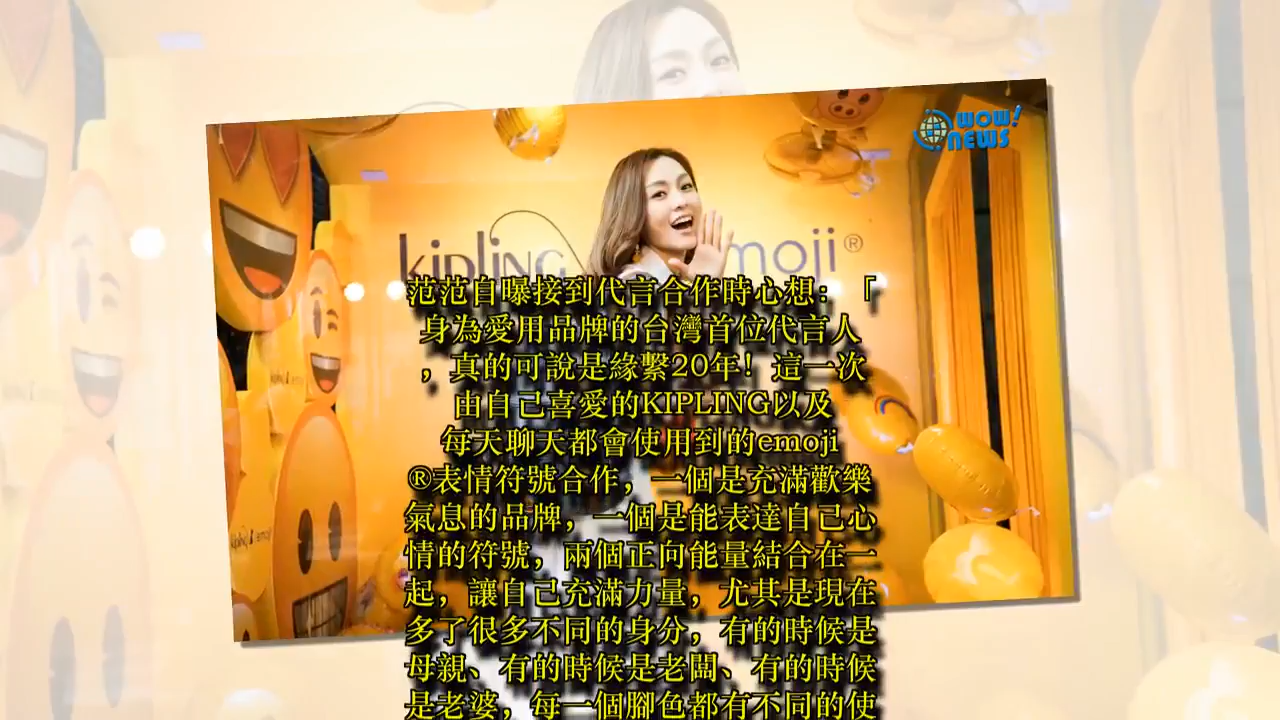 WOW!
NEWS
kipling emoji®
范范自曝接到代言合作時心想：「
身為愛用品牌的台灣首位代言人
，真的可說是緣繫20年！這一次
由自己喜愛的KIPLING以及
每天聊天都會使用到的emoji
®表情符號合作，一個是充滿歡樂
氣息的品牌，一個是能表達自己心
情的符號，兩個正向能量結合在一
起，讓自己充滿力量，尤其是現在
多了很多不同的身分，有的時候是
母親、有的時候是老闆、有的時候
是老婆，每一個腳色都有不同的使